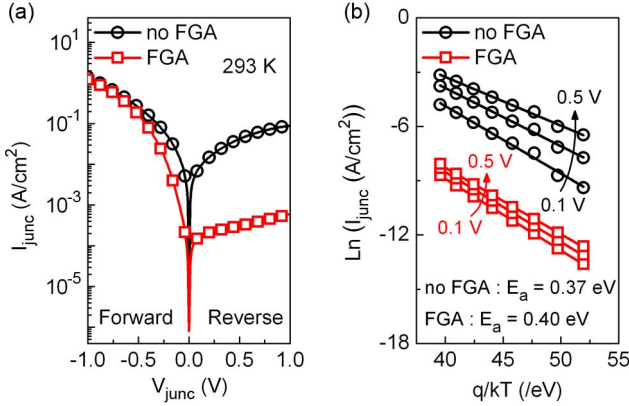 (a)
no FGA
FGA
293 K
10¹
10⁻¹
10⁻³
10⁻⁵
I_junc (A/cm²)
Forward
Reverse
-1.0 -0.5 0.0 0.5 1.0
V_junc (V)
(b)
no FGA
FGA
0
-6
-12
-18
Ln (I_junc (A/cm²))
0.5 V
0.1 V
0.5 V
0.1 V
no FGA : E_a = 0.37 eV
FGA : E_a = 0.40 eV
40 45 50 55
q/kT (/eV)